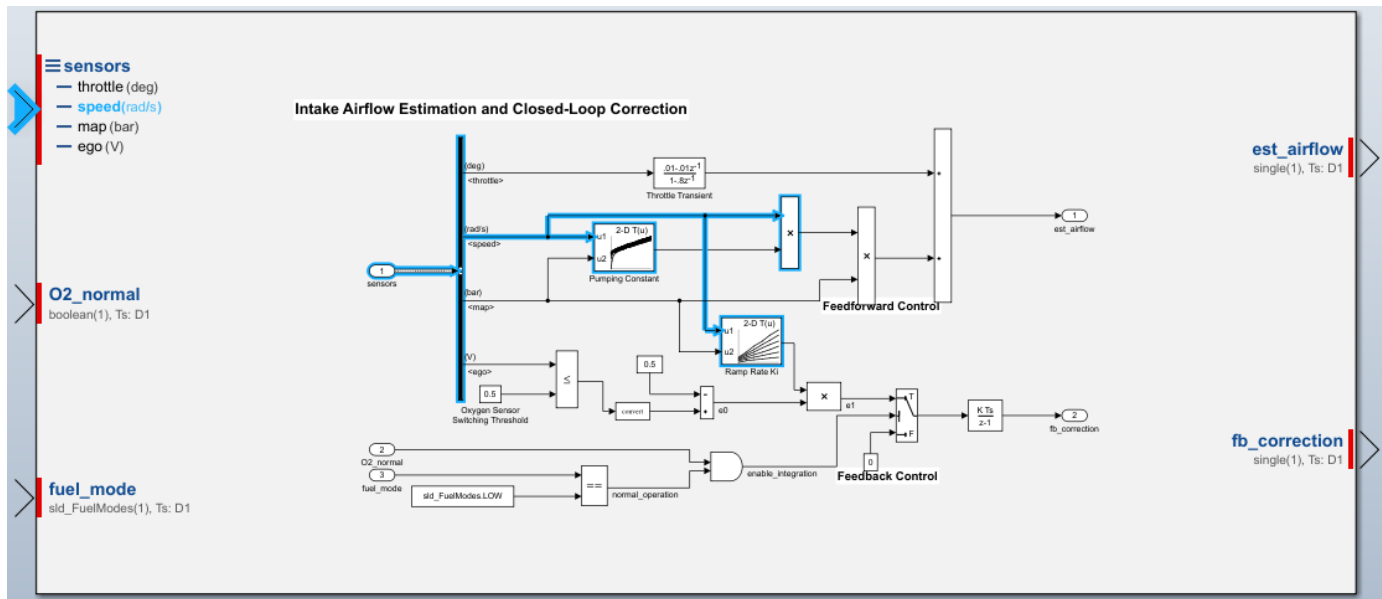 sensors
throttle (deg)
speed(rad/s)
map (bar)
ego (V)
O2_normal
boolean(1), Ts: D1
fuel_mode
sld_FuelModes(1), Ts: D1
Intake Airflow Estimation and Closed-Loop Correction
(deg)
<throttle>
.01-.01z-1
1-.8z-1
Throttle Transient
(rad/s)
<speed>
2-D T(u)
u1
u2
Pumping Constant
×
×
+
+
1
est_airflow
1
sensors
(bar)
<map>
Feedforward Control
2-D T(u)
u1
u2
Ramp Rate Ki
(V)
<ego>
≤
0.5
Oxygen Sensor
Switching Threshold
0.5
convert
-
+
e0
×
e1
T
F
0
K Ts
z-1
2
fb_correction
2
O2_normal
3
fuel_mode
sld_FuelModes.LOW
==
normal_operation
enable_integration
Feedback Control
est_airflow
single(1), Ts: D1
fb_correction
single(1), Ts: D1